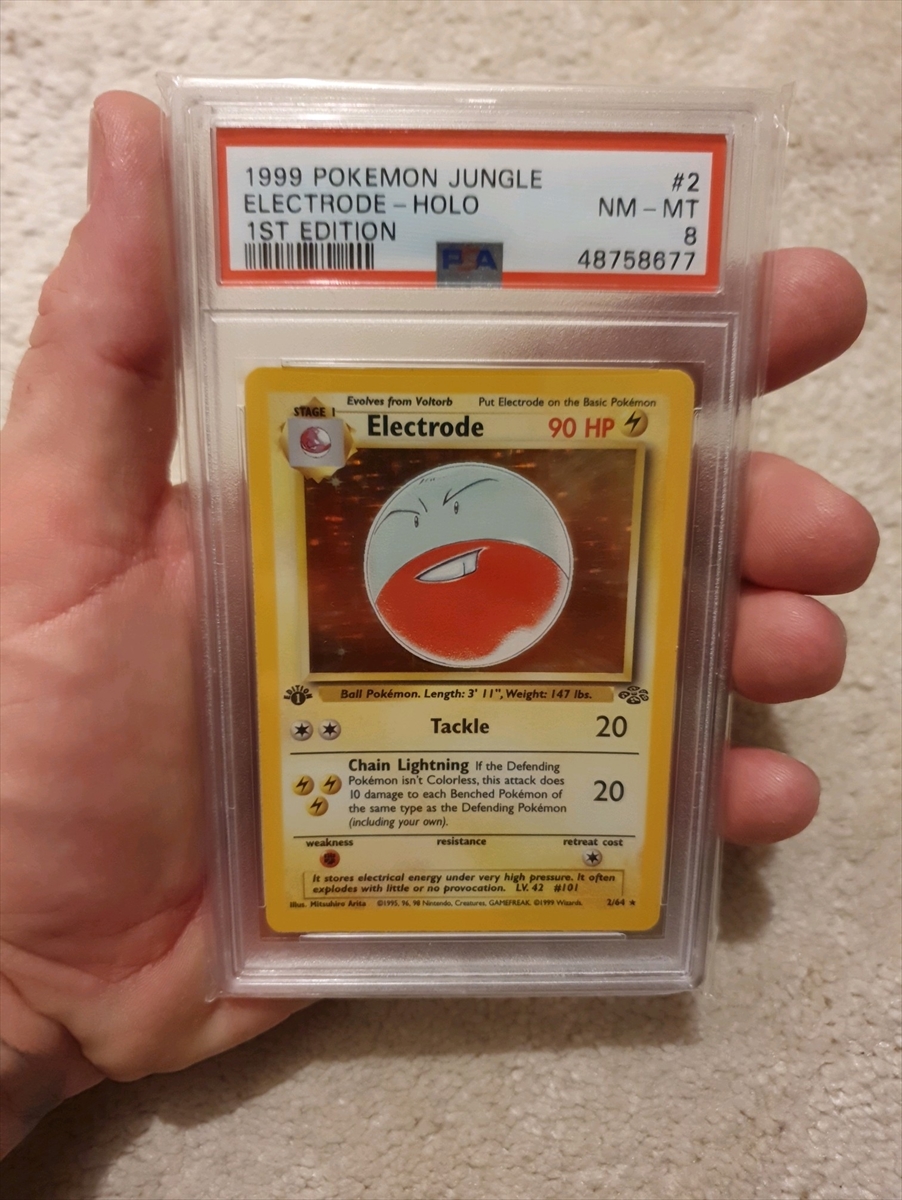 1999 POKEMON JUNGLE #2
ELECTRODE - HOLO NM - MT
1ST EDITION 8
PSA 48758677
STAGE 1 Evolves from Voltorb Put Electrode on the Basic Pokémon
Electrode 90 HP
EDITION 1
Ball Pokémon. Length: 3' 11", Weight: 147 lbs.
Tackle 20
Chain Lightning If the Defending
Pokémon isn't Colorless, this attack does
10 damage to each Benched Pokémon of
the same type as the Defending Pokémon
(including your own).
20
weakness resistance retreat cost
It stores electrical energy under very high pressure. It often
explodes with little or no provocation. LV. 42 #101
Illus. Mitsuhiro Arita ©1995, 96, 98 Nintendo, Creatures, GAMEFREAK. ©1999 Wizards. 2/64 ★